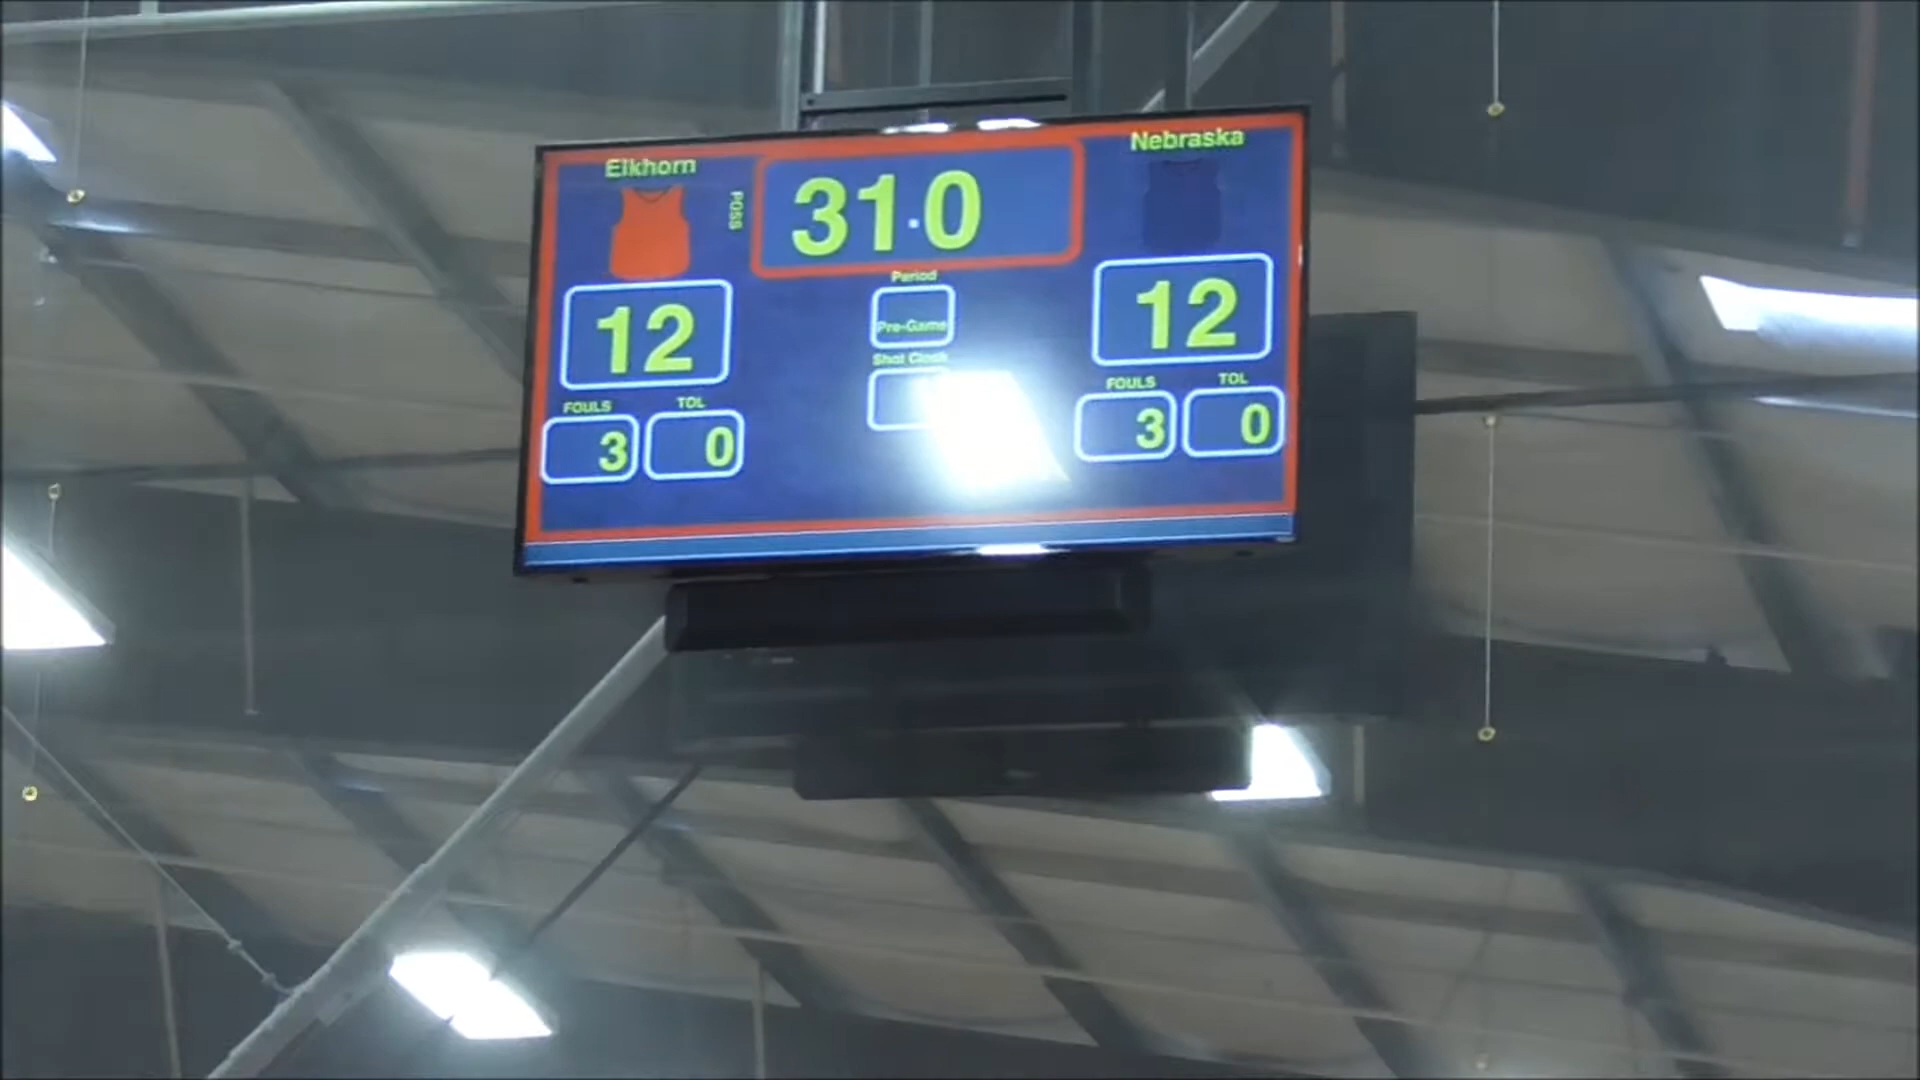 Elkhorn
Nebraska
POSS
31.0
Period
Pre-Game
12
12
Shot Clock
FOULS
TOL
3
0
FOULS
TOL
3
0